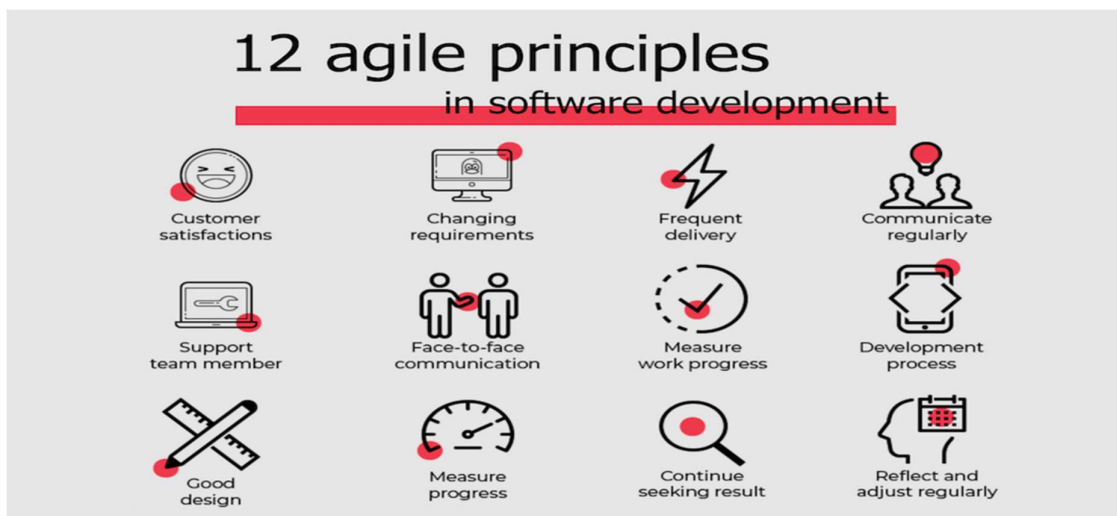 12 agile principles
in software development
Customer
satisfactions
Changing
requirements
Frequent
delivery
Communicate
regularly
Support
team member
Face-to-face
communication
Measure
work progress
Development
process
Good
design
Measure
progress
Continue
seeking result
Reflect and
adjust regularly